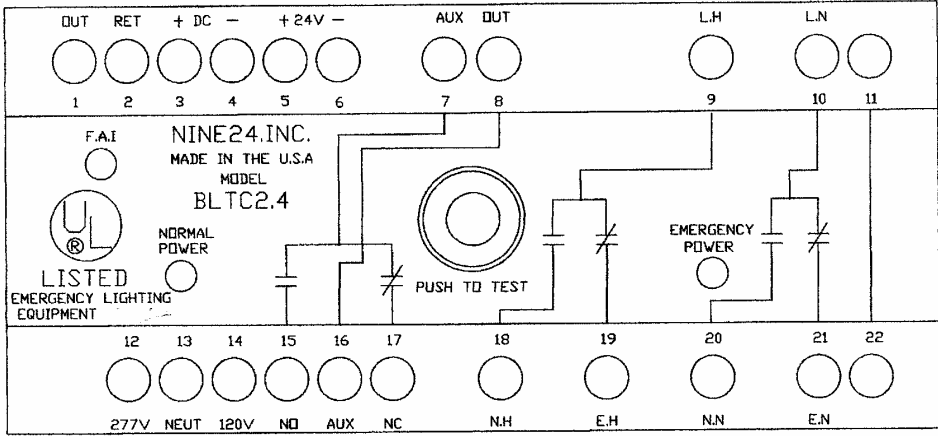 OUT RET + DC - + 24V - AUX OUT L.H L.N
1 2 3 4 5 6 7 8 9 10 11
F.A.I
NINE24.INC.
MADE IN THE U.S.A
MODEL
BLTC2.4
UL
®
LISTED
EMERGENCY LIGHTING
EQUIPMENT
NORMAL
POWER
PUSH TO TEST
EMERGENCY
POWER
12 13 14 15 16 17 18 19 20 21 22
277V NEUT 120V NO AUX NC N.H E.H N.N E.N